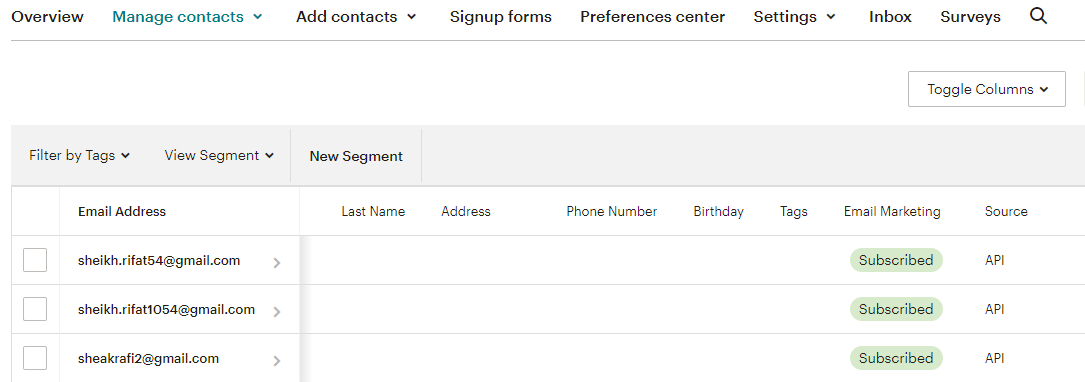 Overview Manage contacts Add contacts Signup forms Preferences center Settings Inbox Surveys
Toggle Columns
Filter by Tags View Segment New Segment
Email Address Last Name Address Phone Number Birthday Tags Email Marketing Source
sheikh.rifat54@gmail.com Subscribed API
sheikh.rifat1054@gmail.com Subscribed API
sheakrafi2@gmail.com Subscribed API